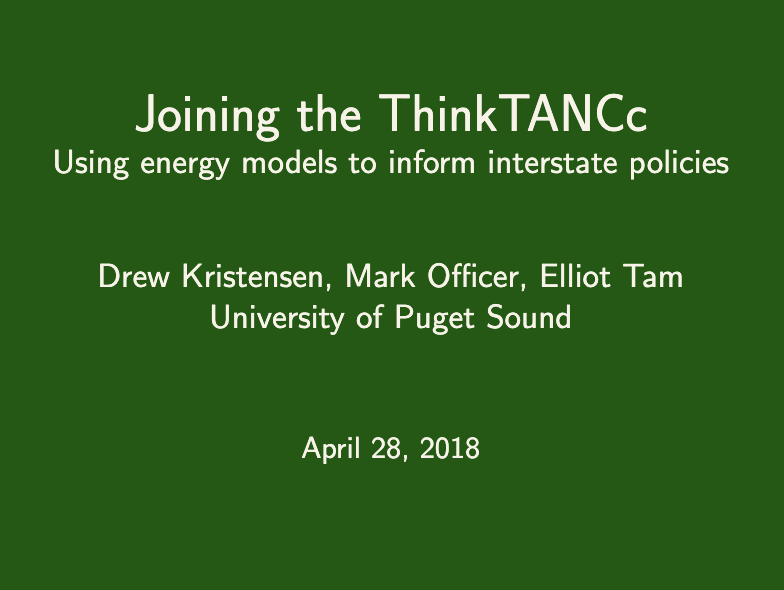 Joining the ThinkTANCc
Using energy models to inform interstate policies
Drew Kristensen, Mark Officer, Elliot Tam
University of Puget Sound
April 28, 2018